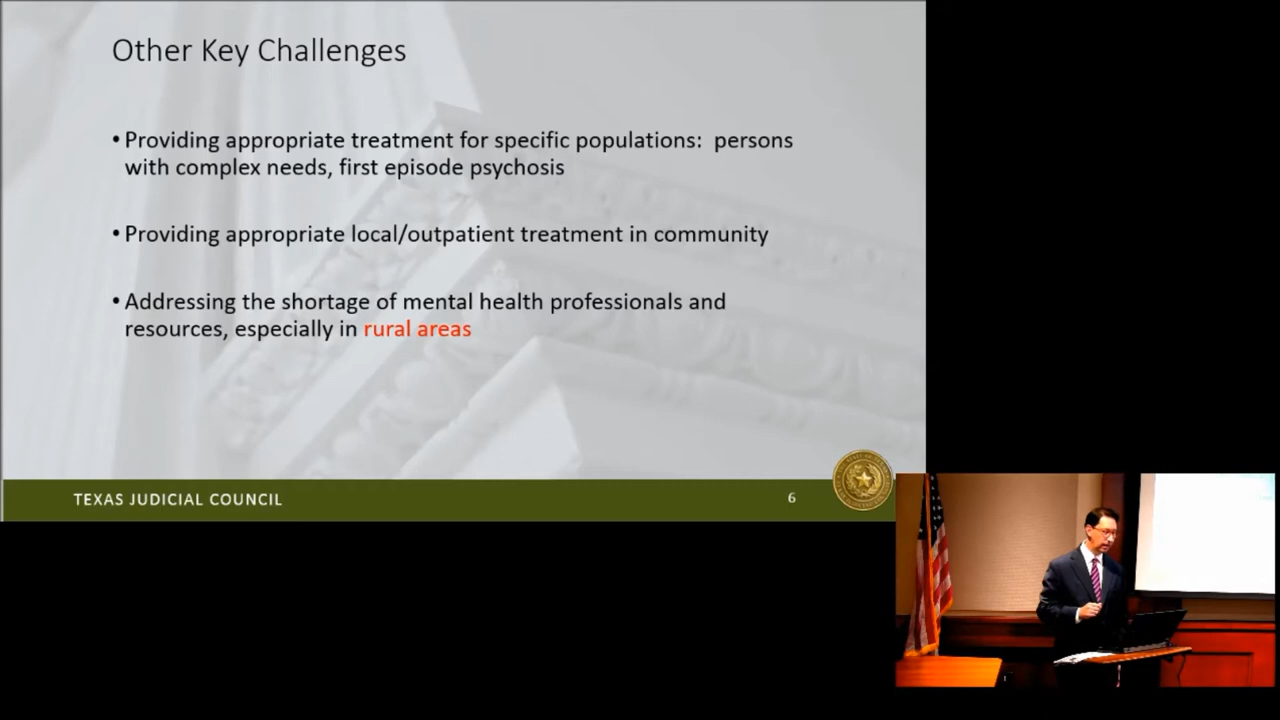 Other Key Challenges
• Providing appropriate treatment for specific populations:  persons
with complex needs, first episode psychosis
• Providing appropriate local/outpatient treatment in community
• Addressing the shortage of mental health professionals and
resources, especially in rural areas
TEXAS JUDICIAL COUNCIL
6